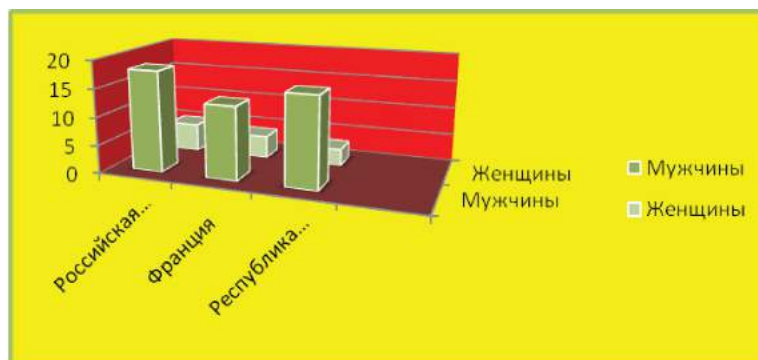 20
15
10
5
0
Женщины
Мужчины
Российская...
Франция
Республика...
Мужчины
Женщины